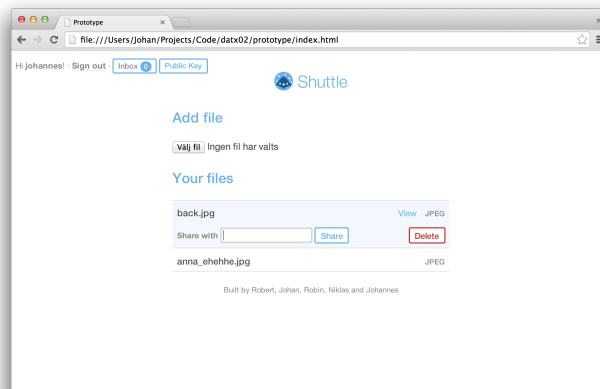 Prototype
file:///Users/Johan/Projects/Code/datx02/prototype/index.html
Hi johannes! · Sign out · Inbox 0 Public Key
Shuttle
Add file
Välj fil Ingen fil har valts
Your files
back.jpg View JPEG
Share with Share Delete
anna_ehehhe.jpg JPEG
Built by Robert, Johan, Robin, Niklas and Johannes